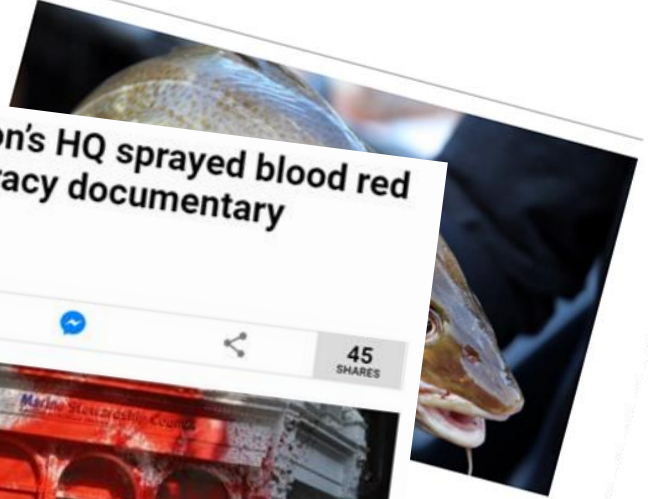 on's HQ sprayed blood red
racy documentary
45
SHARES
Marine Stewardship Council